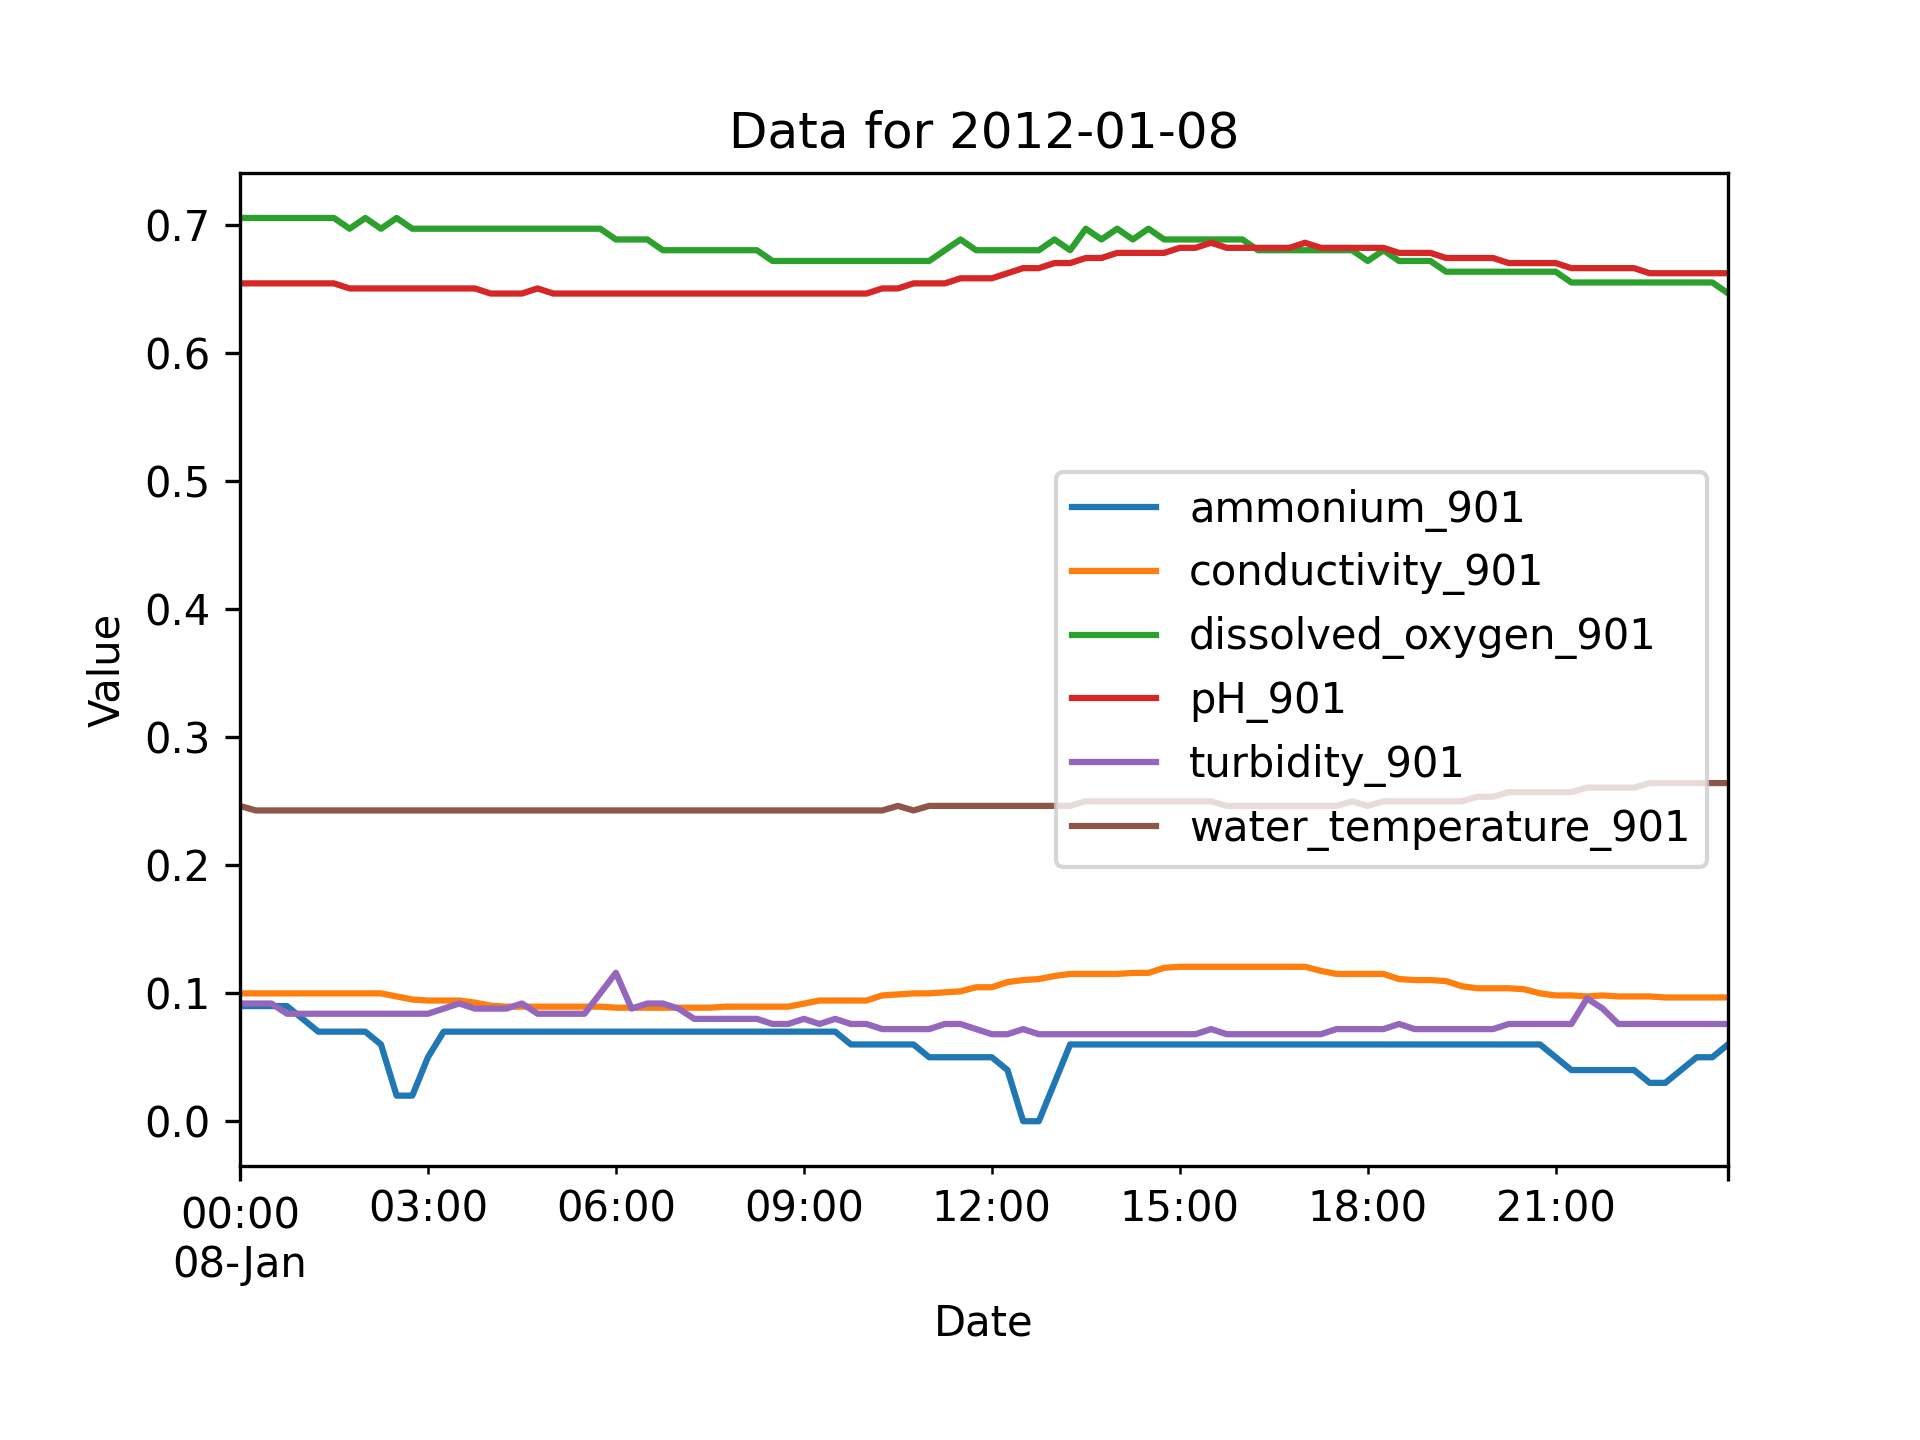 Data for 2012-01-08
0.7
0.6
0.5
0.4
0.3
0.2
0.1
0.0
Value
ammonium_901
conductivity_901
dissolved_oxygen_901
pH_901
turbidity_901
water_temperature_901
00:00 03:00 06:00 09:00 12:00 15:00 18:00 21:00
08-Jan
Date